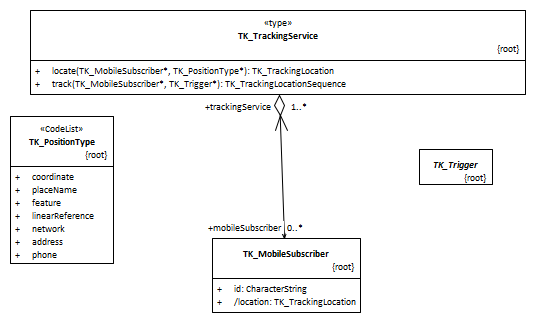 «type»
TK_TrackingService
{root}
+ locate(TK_MobileSubscriber*, TK_PositionType*): TK_TrackingLocation
+ track(TK_MobileSubscriber*, TK_Trigger*): TK_TrackingLocationSequence
+trackingService 1..*
«CodeList»
TK_PositionType
{root}
+ coordinate
+ placeName
+ feature
+ linearReference
+ network
+ address
+ phone
TK_Trigger
{root}
+mobileSubscriber 0..*
TK_MobileSubscriber
{root}
+ id: CharacterString
+ /location: TK_TrackingLocation